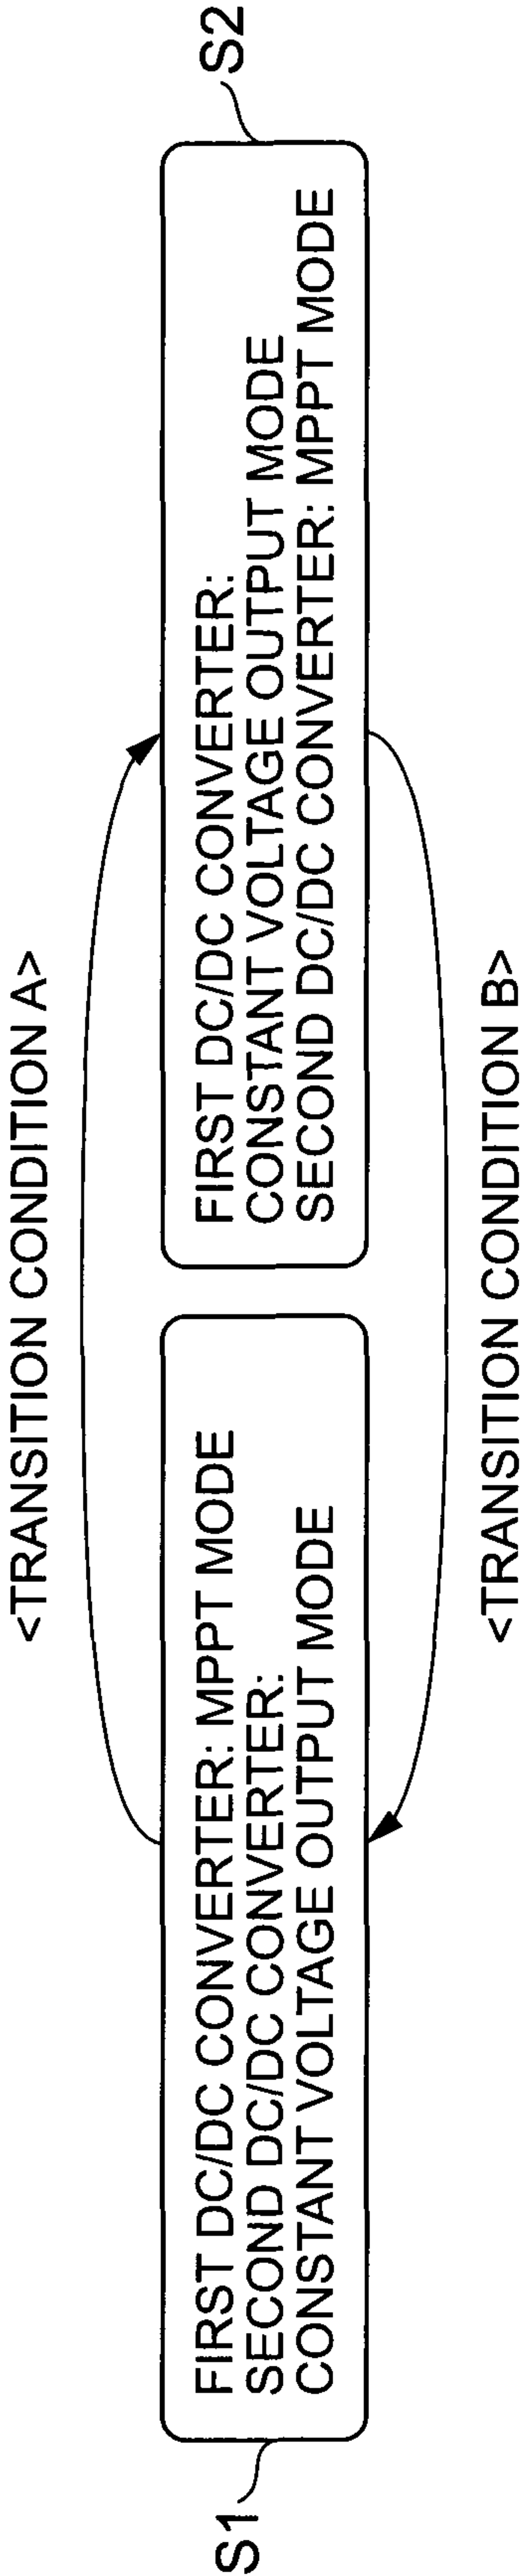 <TRANSITION CONDITION A>
S1
FIRST DC/DC CONVERTER: MPPT MODE
SECOND DC/DC CONVERTER:
CONSTANT VOLTAGE OUTPUT MODE
FIRST DC/DC CONVERTER:
CONSTANT VOLTAGE OUTPUT MODE
SECOND DC/DC CONVERTER: MPPT MODE
S2
<TRANSITION CONDITION B>